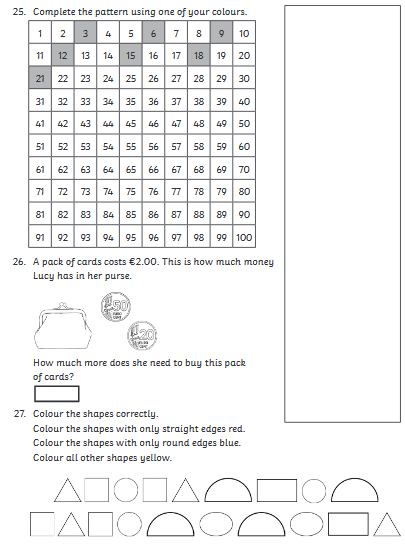 25. Complete the pattern using one of your colours.
1 2 3 4 5 6 7 8 9 10
11 12 13 14 15 16 17 18 19 20
21 22 23 24 25 26 27 28 29 30
31 32 33 34 35 36 37 38 39 40
41 42 43 44 45 46 47 48 49 50
51 52 53 54 55 56 57 58 59 60
61 62 63 64 65 66 67 68 69 70
71 72 73 74 75 76 77 78 79 80
81 82 83 84 85 86 87 88 89 90
91 92 93 94 95 96 97 98 99 100
26. A pack of cards costs €2.00. This is how much money
Lucy has in her purse.
50
EURO
CENT
20
EURO
CENT
How much more does she need to buy this pack
of cards?
27. Colour the shapes correctly.
Colour the shapes with only straight edges red.
Colour the shapes with only round edges blue.
Colour all other shapes yellow.